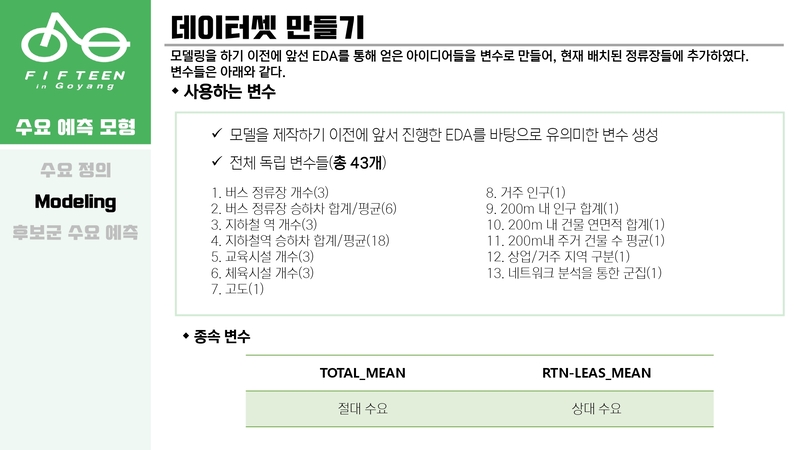 FIFTEEN
in Goyang
수요 예측 모형
수요 정의
Modeling
후보군 수요 예측
데이터셋 만들기
모델링을 하기 이전에 앞선 EDA를 통해 얻은 아이디어들을 변수로 만들어, 현재 배치된 정류장들에 추가하였다.
변수들은 아래와 같다.
◆ 사용하는 변수
✓ 모델을 제작하기 이전에 앞서 진행한 EDA를 바탕으로 유의미한 변수 생성
✓ 전체 독립 변수들(총 43개)
1. 버스 정류장 개수(3)
2. 버스 정류장 승하차 합계/평균(6)
3. 지하철 역 개수(3)
4. 지하철역 승하차 합계/평균(18)
5. 교육시설 개수(3)
6. 체육시설 개수(3)
7. 고도(1)
8. 거주 인구(1)
9. 200m 내 인구 합계(1)
10. 200m 내 건물 연면적 합계(1)
11. 200m내 주거 건물 수 평균(1)
12. 상업/거주 지역 구분(1)
13. 네트워크 분석을 통한 군집(1)
◆ 종속 변수
TOTAL_MEAN RTN-LEAS_MEAN
절대 수요 상대 수요